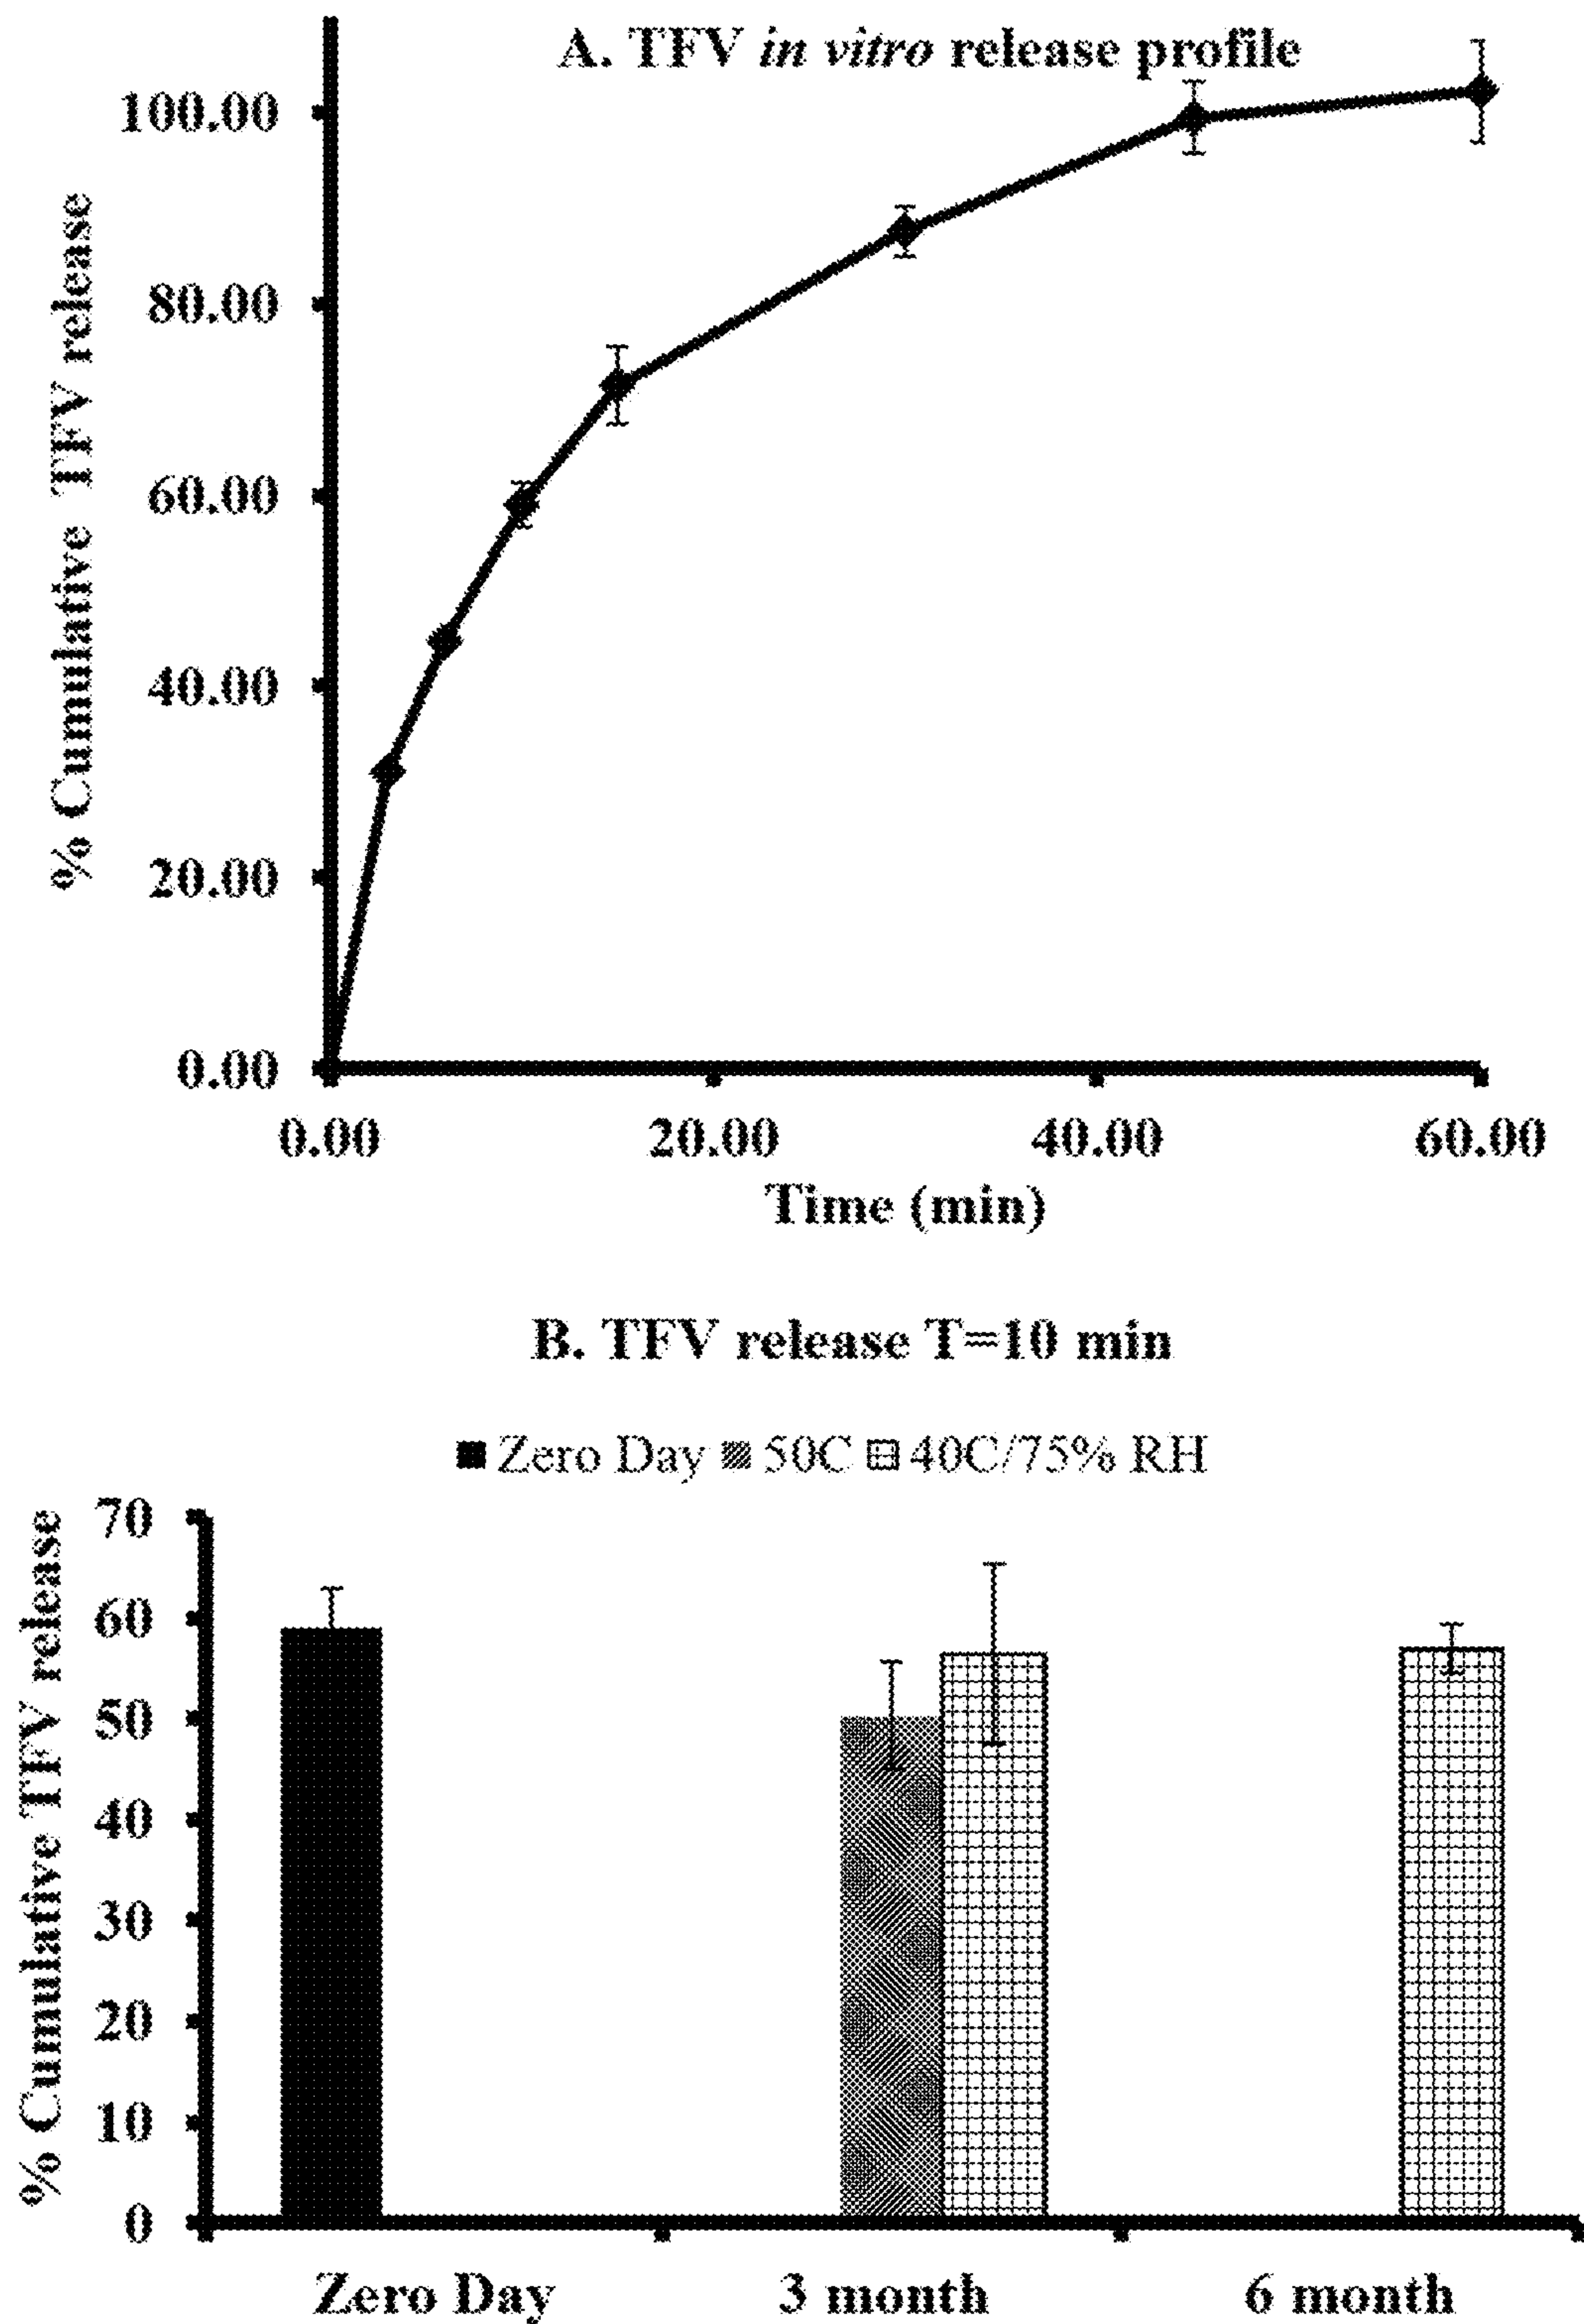 A. TFV in vitro release profile
% Cumulative TFV release
100.00
80.00
60.00
40.00
20.00
0.00
0.00 20.00 40.00 60.00
Time (min)
B. TFV release T=10 min
Zero Day 50C 40C/75% RH
% Cumulative TFV release
70
60
50
40
30
20
10
0
Zero Day 3 month 6 month